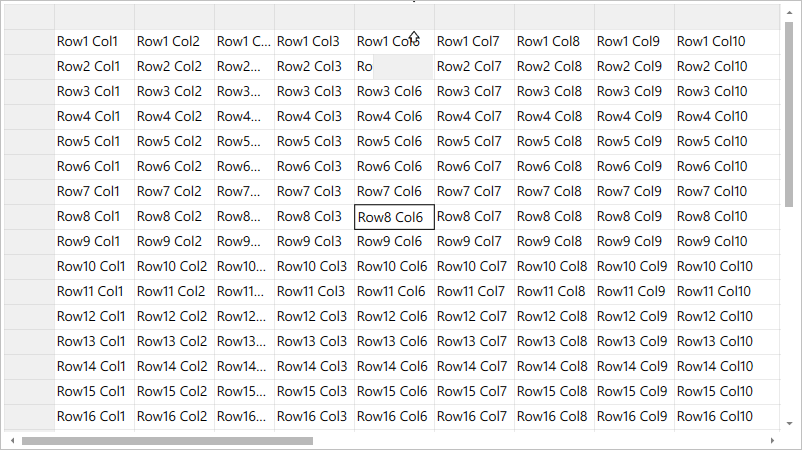 Row1 Col1 Row1 Col2 Row1 C... Row1 Col3 Row1 Col6 Row1 Col7 Row1 Col8 Row1 Col9 Row1 Col10
Row2 Col1 Row2 Col2 Row2... Row2 Col3 Ro Row2 Col7 Row2 Col8 Row2 Col9 Row2 Col10
Row3 Col1 Row3 Col2 Row3... Row3 Col3 Row3 Col6 Row3 Col7 Row3 Col8 Row3 Col9 Row3 Col10
Row4 Col1 Row4 Col2 Row4... Row4 Col3 Row4 Col6 Row4 Col7 Row4 Col8 Row4 Col9 Row4 Col10
Row5 Col1 Row5 Col2 Row5... Row5 Col3 Row5 Col6 Row5 Col7 Row5 Col8 Row5 Col9 Row5 Col10
Row6 Col1 Row6 Col2 Row6... Row6 Col3 Row6 Col6 Row6 Col7 Row6 Col8 Row6 Col9 Row6 Col10
Row7 Col1 Row7 Col2 Row7... Row7 Col3 Row7 Col6 Row7 Col7 Row7 Col8 Row7 Col9 Row7 Col10
Row8 Col1 Row8 Col2 Row8... Row8 Col3 Row8 Col6 Row8 Col7 Row8 Col8 Row8 Col9 Row8 Col10
Row9 Col1 Row9 Col2 Row9... Row9 Col3 Row9 Col6 Row9 Col7 Row9 Col8 Row9 Col9 Row9 Col10
Row10 Col1 Row10 Col2 Row10... Row10 Col3 Row10 Col6 Row10 Col7 Row10 Col8 Row10 Col9 Row10 Col10
Row11 Col1 Row11 Col2 Row11... Row11 Col3 Row11 Col6 Row11 Col7 Row11 Col8 Row11 Col9 Row11 Col10
Row12 Col1 Row12 Col2 Row12... Row12 Col3 Row12 Col6 Row12 Col7 Row12 Col8 Row12 Col9 Row12 Col10
Row13 Col1 Row13 Col2 Row13... Row13 Col3 Row13 Col6 Row13 Col7 Row13 Col8 Row13 Col9 Row13 Col10
Row14 Col1 Row14 Col2 Row14... Row14 Col3 Row14 Col6 Row14 Col7 Row14 Col8 Row14 Col9 Row14 Col10
Row15 Col1 Row15 Col2 Row15... Row15 Col3 Row15 Col6 Row15 Col7 Row15 Col8 Row15 Col9 Row15 Col10
Row16 Col1 Row16 Col2 Row16... Row16 Col3 Row16 Col6 Row16 Col7 Row16 Col8 Row16 Col9 Row16 Col10